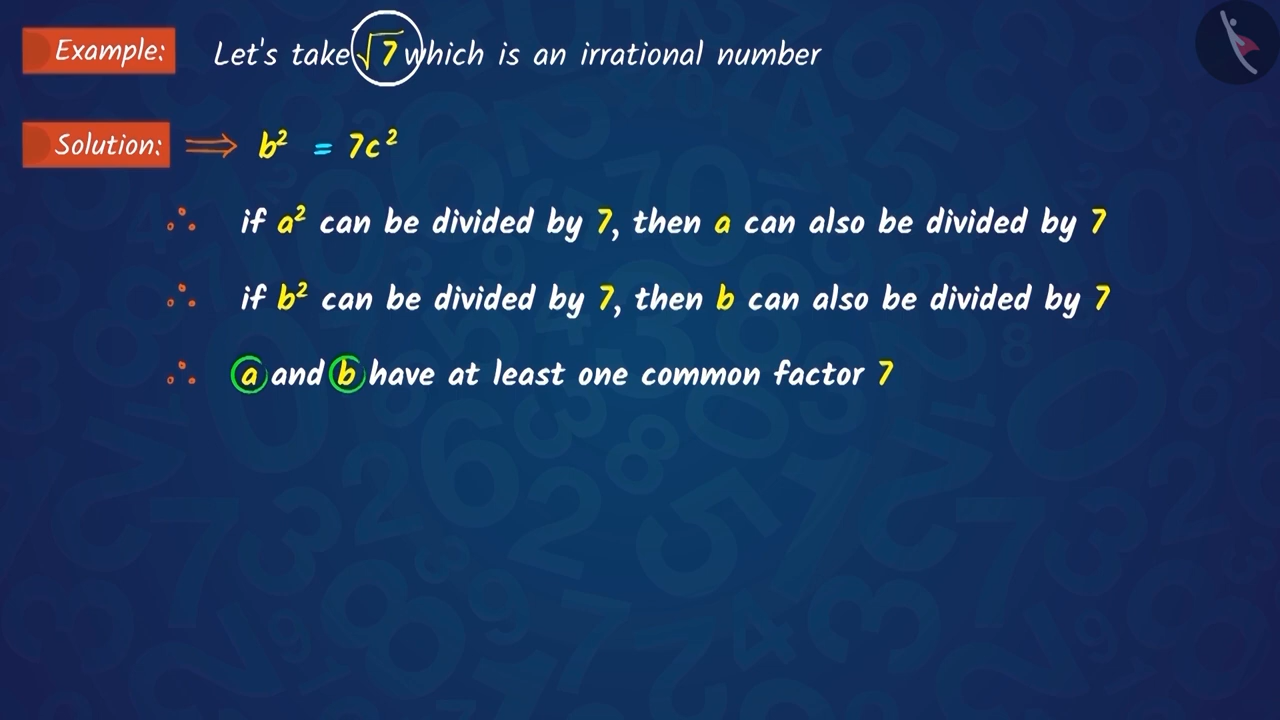 Example: Let's take √7 which is an irrational number
Solution: ⇒ b² = 7c²
∴ if a² can be divided by 7, then a can also be divided by 7
∴ if b² can be divided by 7, then b can also be divided by 7
∴ a and b have at least one common factor 7